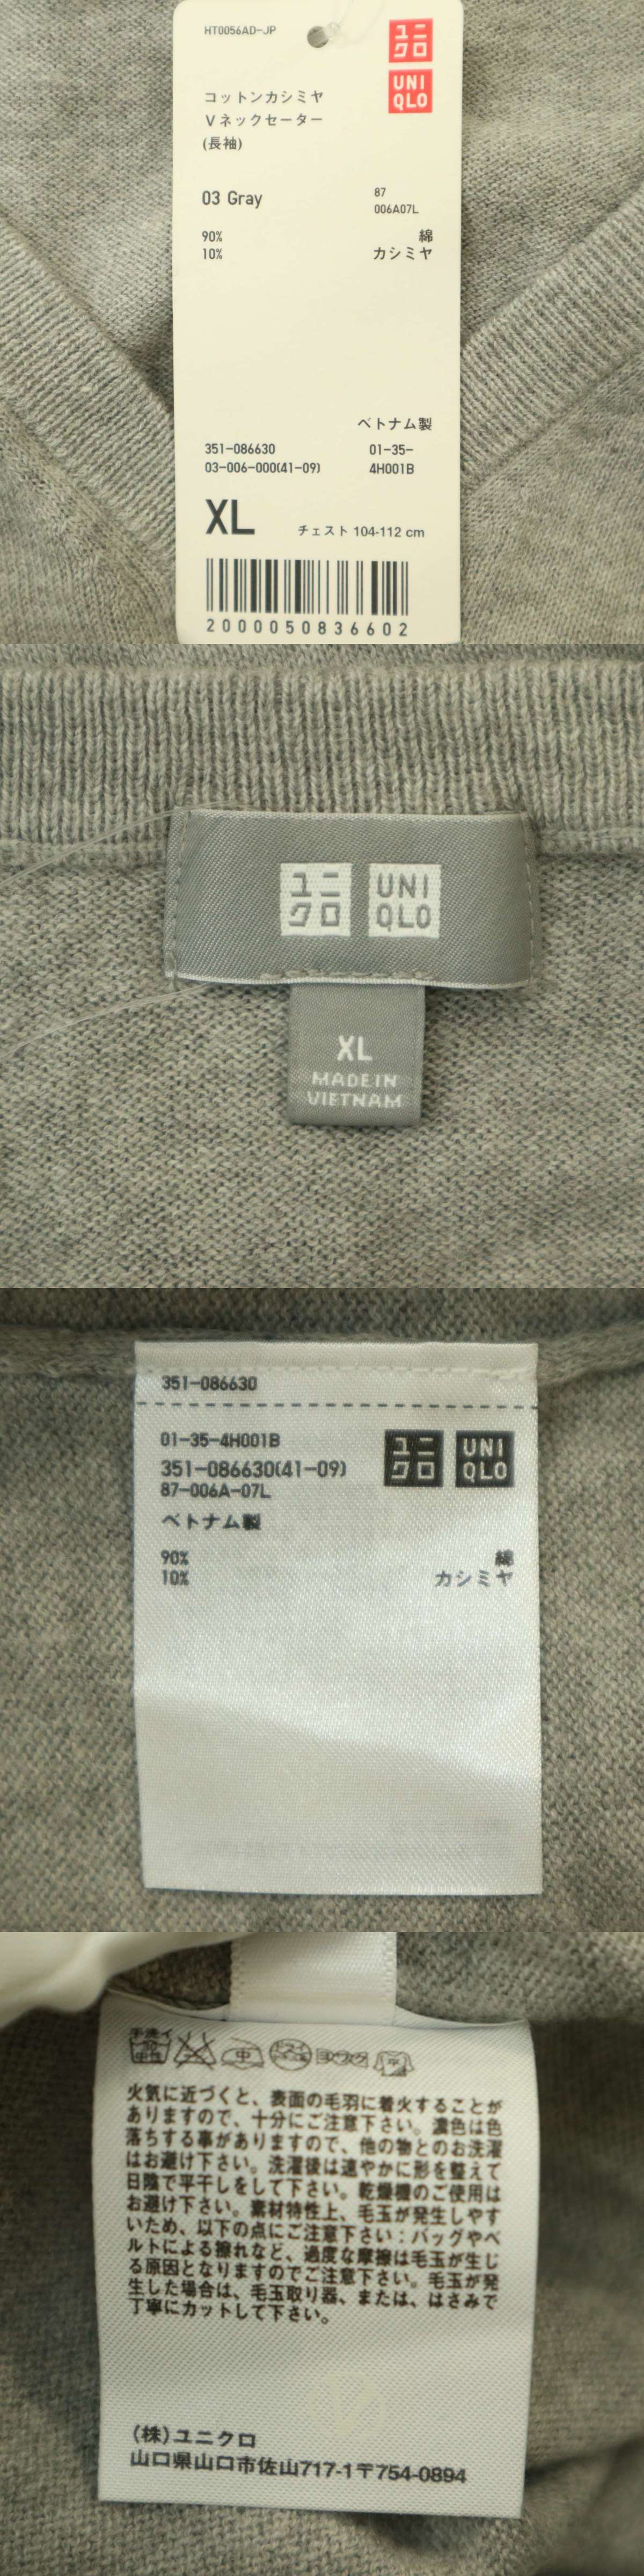 HT0056AD-JP
ユニ
クロ
UNI
QLO
コットンカシミヤ
Vネックセーター
(長袖)
03 Gray
87
006A07L
90% 綿
10% カシミヤ
ベトナム製
351-086630 01-35-
03-006-000(41-09) 4H001B
XL チェスト 104-112 cm
2000050836602
ユニ UNI
クロ QLO
XL
MADE IN
VIETNAM
351-086630
01-35-4H001B
351-086630(41-09)
87-006A-07L
ユニ UNI
クロ QLO
ベトナム製
90% 綿
10% カシミヤ
手洗イ
中性
中
ヨワク
火気に近づくと、表面の毛羽に着火することが
ありますので、十分にご注意下さい。濃色は色
落ちする事がありますので、他の物とのお洗濯
はお避け下さい。洗濯後は速やかに形を整えて
日陰で平干しをして下さい。乾燥機のご使用は
お避け下さい。素材特性上、毛玉が発生しやす
いため、以下の点にご注意下さい：バッグやベ
ルトによる擦れなど、過度な摩擦は毛玉が生じ
る原因となりますのでご注意下さい。毛玉が発
生した場合は、毛玉取り器、または、はさみで
丁寧にカットして下さい。
(株)ユニクロ
山口県山口市佐山717-1〒754-0894